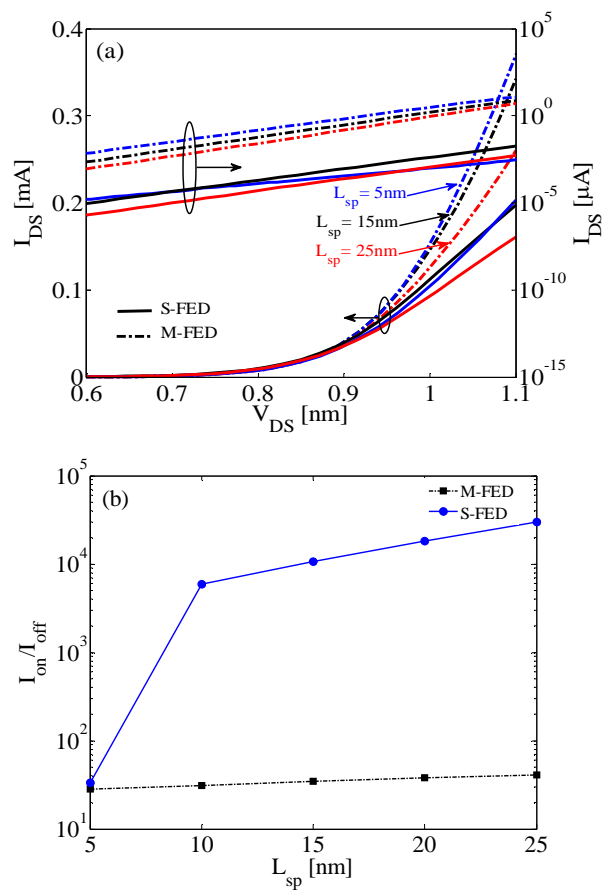 (a)
0.4
0.3
0.2
0.1
0
I_DS [mA]
10^5
10^0
10^-5
10^-10
10^-15
I_DS [μA]
L_sp = 5nm
L_sp = 15nm
L_sp = 25nm
S-FED
M-FED
0.6 0.7 0.8 0.9 1 1.1
V_DS [nm]
(b)
10^5
10^4
10^3
10^2
10^1
I_on/I_off
M-FED
S-FED
5 10 15 20 25
L_sp [nm]